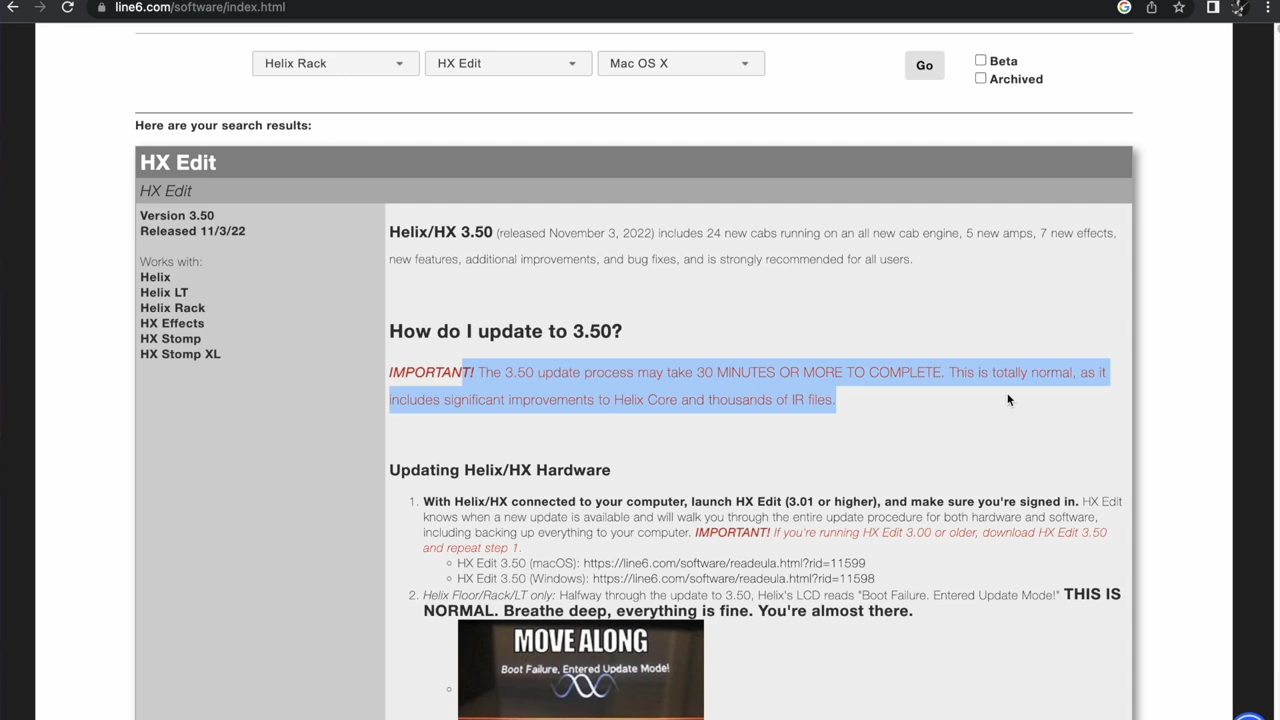 line6.com/software/index.html
Helix Rack
HX Edit
Mac OS X
Go
Beta
Archived
Here are your search results:
HX Edit
HX Edit
Version 3.50
Released 11/3/22
Works with:
Helix
Helix LT
Helix Rack
HX Effects
HX Stomp
HX Stomp XL
Helix/HX 3.50 (released November 3, 2022) includes 24 new cabs running on an all new cab engine, 5 new amps, 7 new effects,
new features, additional improvements, and bug fixes, and is strongly recommended for all users.
How do I update to 3.50?
IMPORTANT! The 3.50 update process may take 30 MINUTES OR MORE TO COMPLETE. This is totally normal, as it
includes significant improvements to Helix Core and thousands of IR files.
Updating Helix/HX Hardware
1. With Helix/HX connected to your computer, launch HX Edit (3.01 or higher), and make sure you're signed in. HX Edit
knows when a new update is available and will walk you through the entire update procedure for both hardware and software,
including backing up everything to your computer. IMPORTANT! If you're running HX Edit 3.00 or older, download HX Edit 3.50
and repeat step 1.
HX Edit 3.50 (macOS): https://line6.com/software/readeula.html?rid=11599
HX Edit 3.50 (Windows): https://line6.com/software/readeula.html?rid=11598
2. Helix Floor/Rack/LT only: Halfway through the update to 3.50, Helix's LCD reads "Boot Failure. Entered Update Mode!" THIS IS
NORMAL. Breathe deep, everything is fine. You're almost there.
MOVE ALONG
Boot Failure, Entered Update Mode!